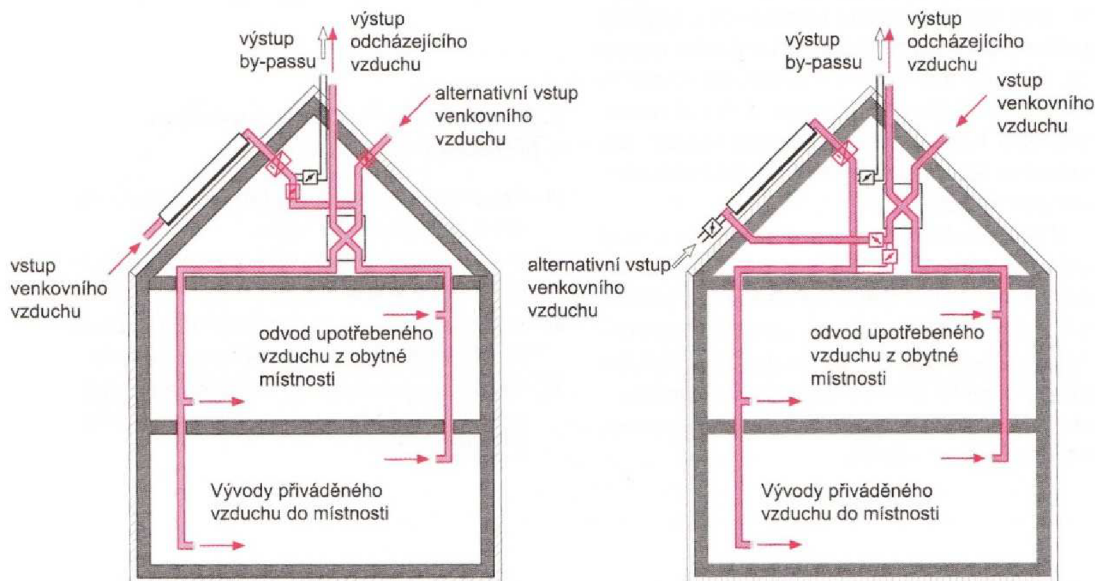 výstup
by-passu
výstup
odcházejícího
vzduchu
alternativní vstup
venkovního
vzduchu
vstup
venkovního
vzduchu
odvod upotřebeného
vzduchu z obytné
místnosti
Vývody přiváděného
vzduchu do místnosti
výstup
by-passu
výstup
odcházejícího
vzduchu
vstup
venkovního
vzduchu
alternativní vstup
venkovního
vzduchu
odvod upotřebeného
vzduchu z obytné
místnosti
Vývody přiváděného
vzduchu do místnosti